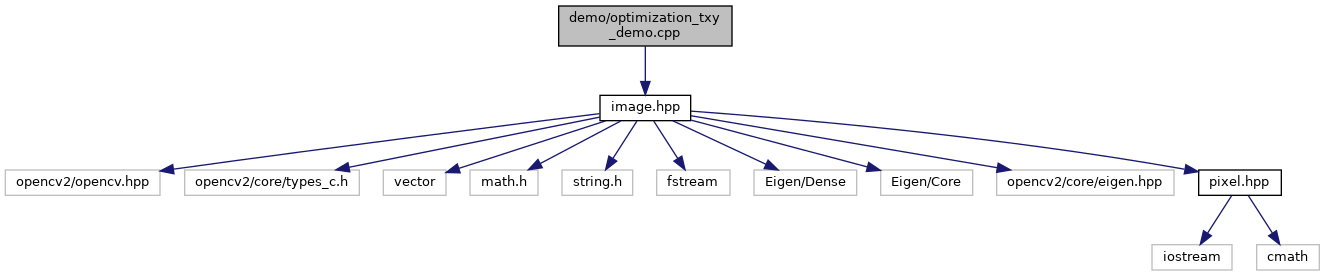 demo/optimization_txy
_demo.cpp
image.hpp
opencv2/opencv.hpp
opencv2/core/types_c.h
vector
math.h
string.h
fstream
Eigen/Dense
Eigen/Core
opencv2/core/eigen.hpp
pixel.hpp
iostream
cmath